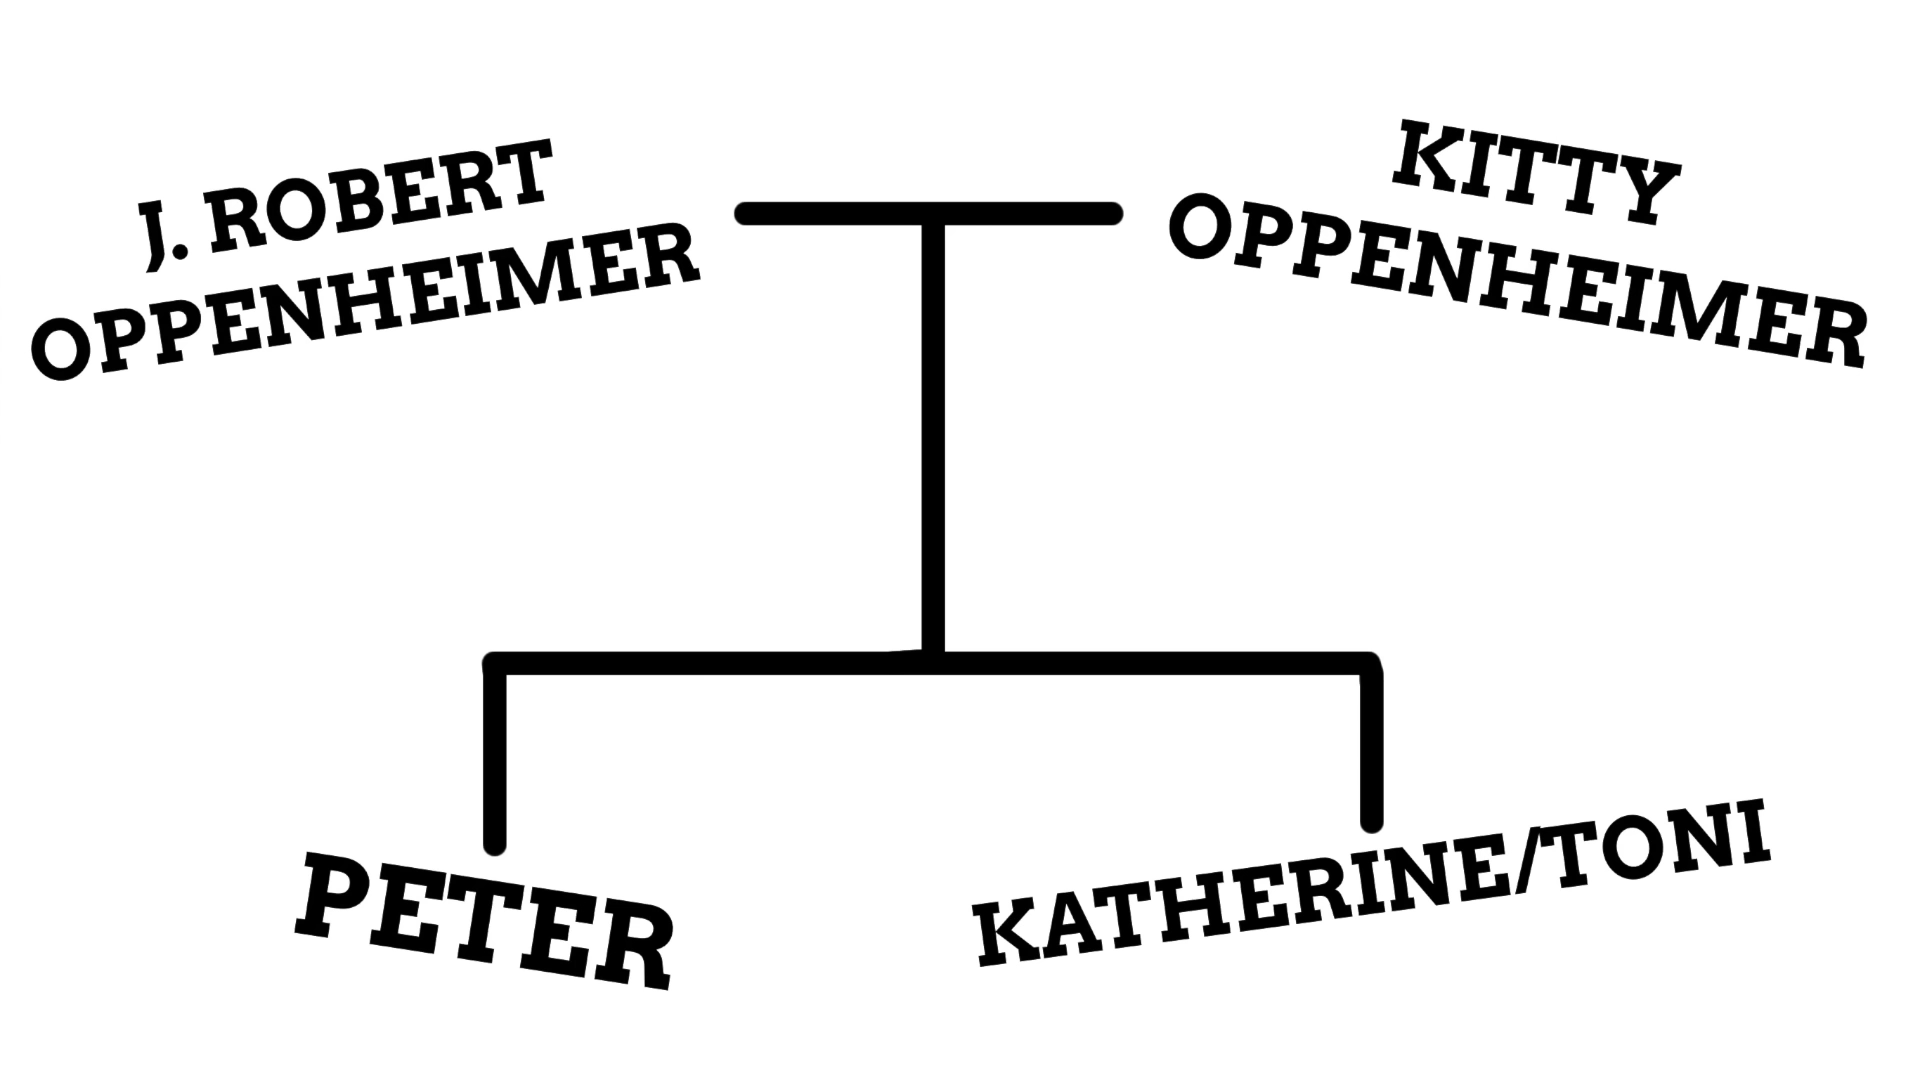 J. ROBERT
OPPENHEIMER
KITTY
OPPENHEIMER
PETER
KATHERINE/TONI